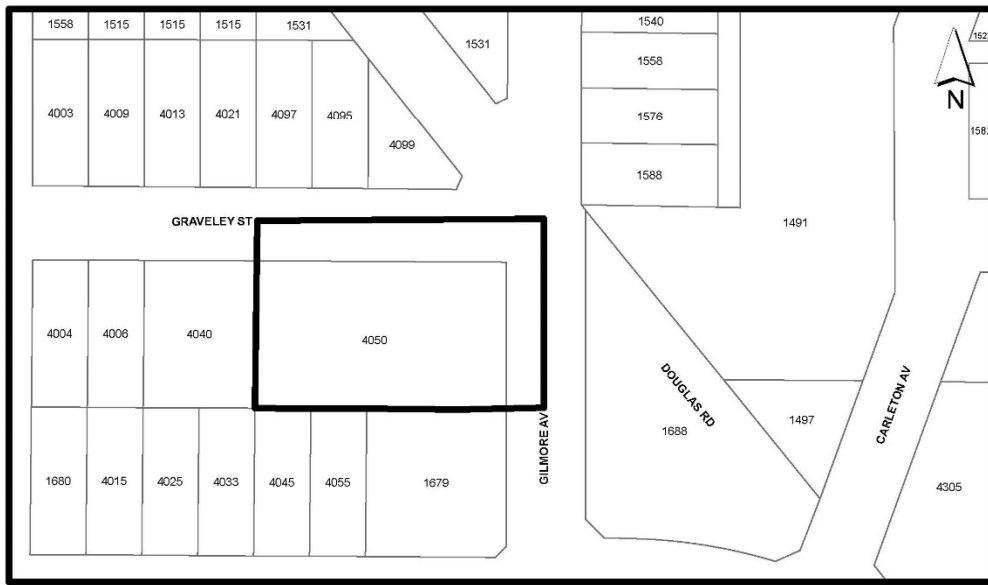 1558 1515 1515 1515 1531
1531
1540
1558
1576
1588
N
4003 4009 4013 4021 4097 4095
4099
GRAVELEY ST
1491
4004 4006 4040 4050
DOUGLAS RD
GILMORE AV
CARLETON AV
1680 4015 4025 4033 4045 4055 1679
1688
1497
4305